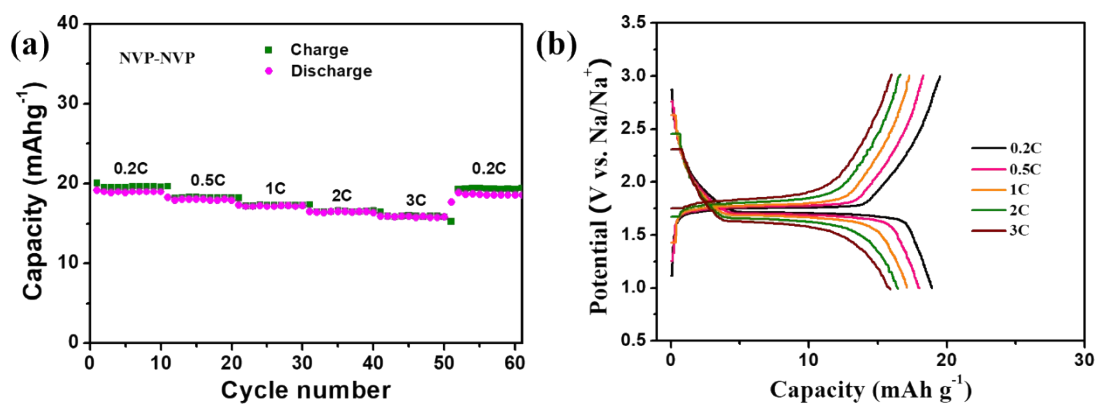 (a)
NVP-NVP
Charge
Discharge
0.2C
0.5C
1C
2C
3C
0.2C
40
30
20
10
0
0 10 20 30 40 50 60
Capacity (mAhg⁻¹)
Cycle number
(b)
3.5
3.0
2.5
2.0
1.5
1.0
0.5
0 10 20 30
Potential (V vs. Na/Na⁺)
Capacity (mAh g⁻¹)
0.2C
0.5C
1C
2C
3C